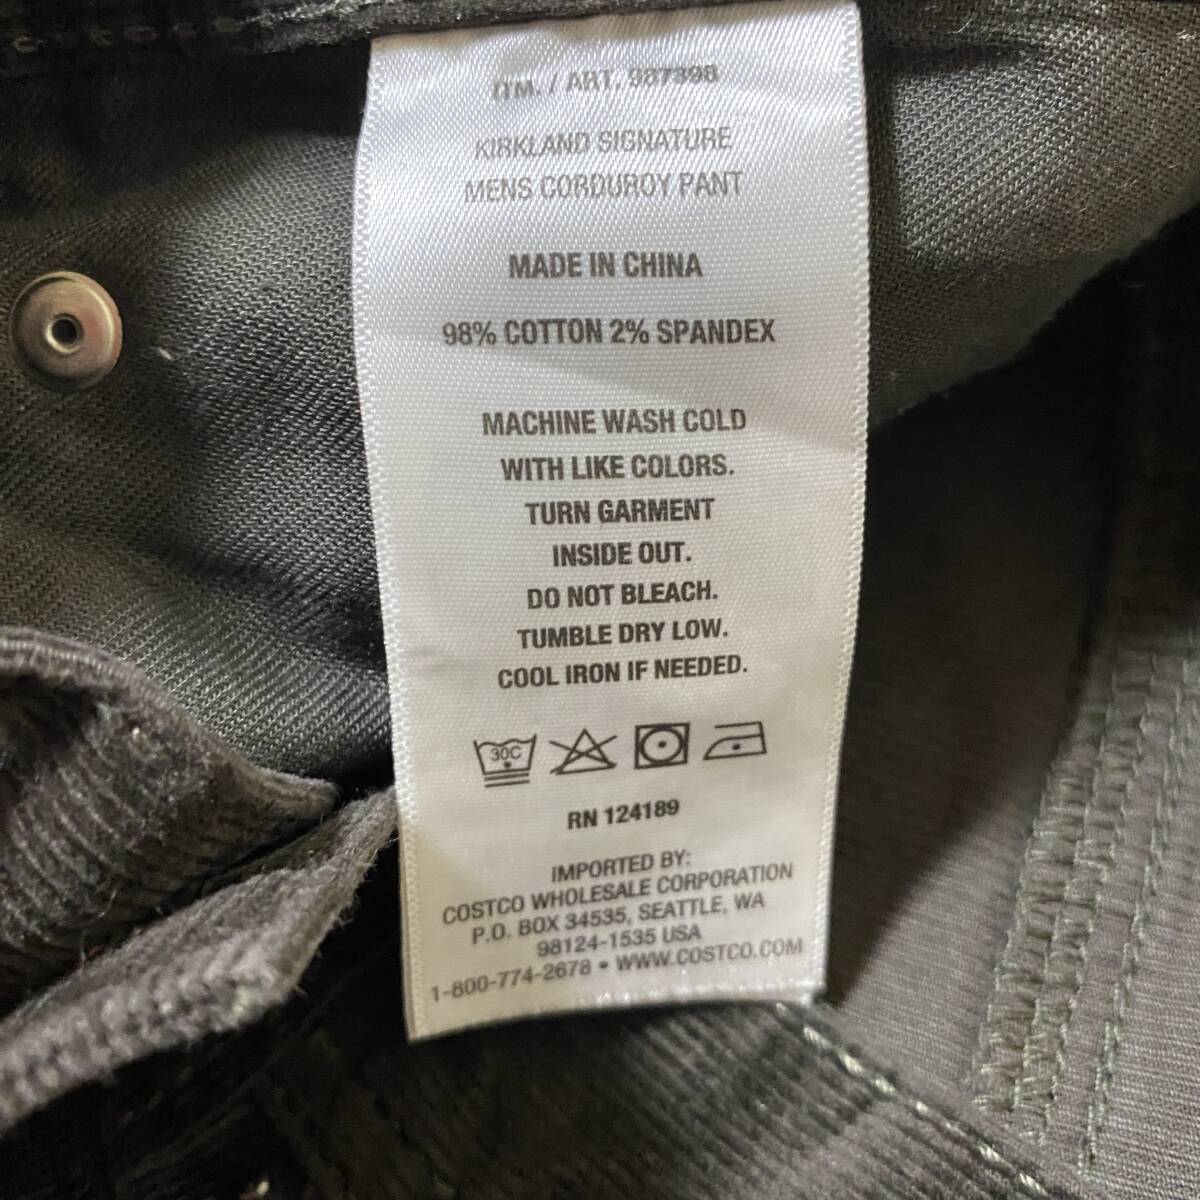 ITM. / ART. 987398
KIRKLAND SIGNATURE
MENS CORDUROY PANT
MADE IN CHINA
98% COTTON 2% SPANDEX
MACHINE WASH COLD
WITH LIKE COLORS.
TURN GARMENT
INSIDE OUT.
DO NOT BLEACH.
TUMBLE DRY LOW.
COOL IRON IF NEEDED.
30C
RN 124189
IMPORTED BY:
COSTCO WHOLESALE CORPORATION
P.O. BOX 34535, SEATTLE, WA
98124-1535 USA
1-800-774-2678 • WWW.COSTCO.COM